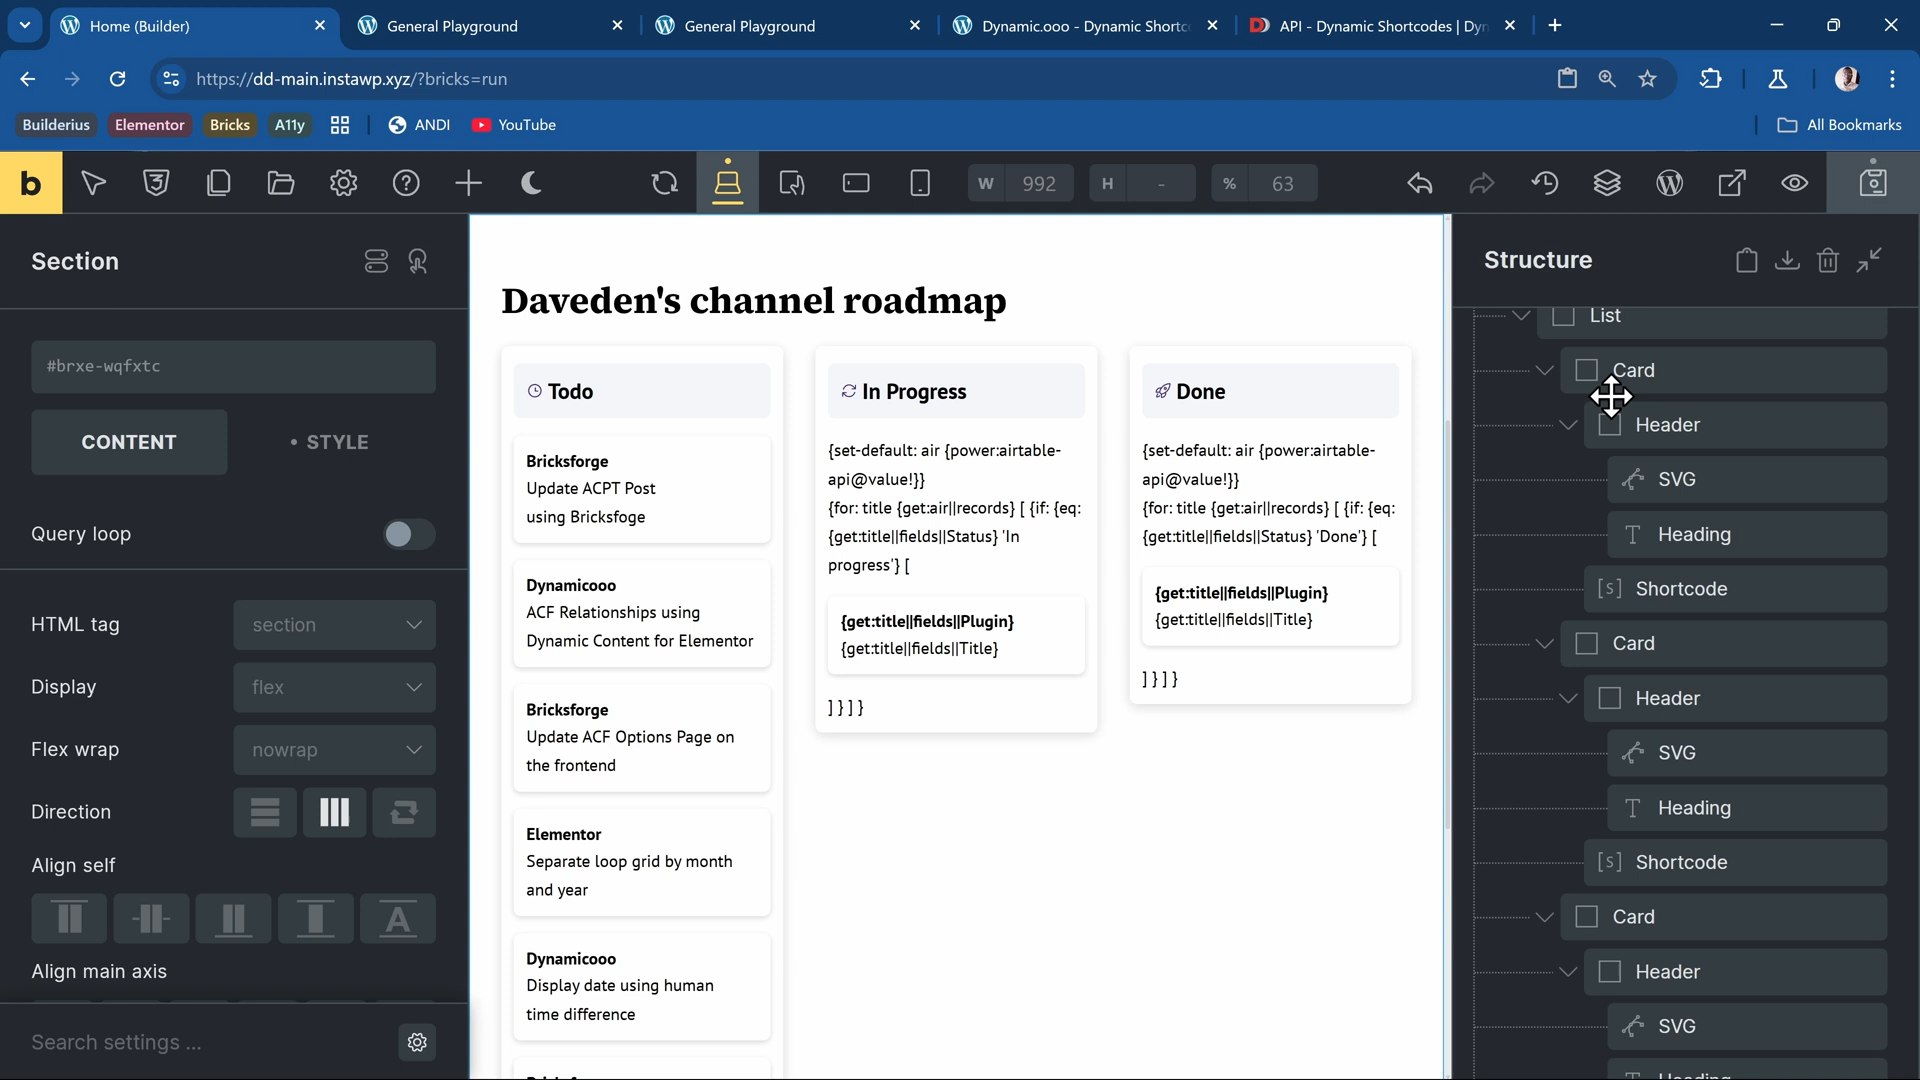 Home (Builder)
General Playground
General Playground
Dynamic.ooo - Dynamic Shortc
API - Dynamic Shortcodes | Dyn
https://dd-main.instawp.xyz/?bricks=run
Builderius
Elementor
Bricks
A11y
ANDI
YouTube
All Bookmarks
b
W 992
H -
% 63
Section
#brxe-wqfxtc
CONTENT
• STYLE
Query loop
HTML tag
section
Display
flex
Flex wrap
nowrap
Direction
Align self
A
Align main axis
Search settings ...
Daveden's channel roadmap
Todo
Bricksforge
Update ACPT Post
using Bricksfoge
Dynamicooo
ACF Relationships using
Dynamic Content for Elementor
Bricksforge
Update ACF Options Page on
the frontend
Elementor
Separate loop grid by month
and year
Dynamicooo
Display date using human
time difference
In Progress
{set-default: air {power:airtable-
api@value!}}
{for: title {get:air||records} [ {if: {eq:
{get:title||fields||Status} 'In
progress'} [
{get:title||fields||Plugin}
{get:title||fields||Title}
] } ] }
Done
{set-default: air {power:airtable-
api@value!}}
{for: title {get:air||records} [ {if: {eq:
{get:title||fields||Status} 'Done'} [
{get:title||fields||Plugin}
{get:title||fields||Title}
] } ] }
Structure
List
Card
Header
SVG
Heading
Shortcode
Card
Header
SVG
Heading
Shortcode
Card
Header
SVG